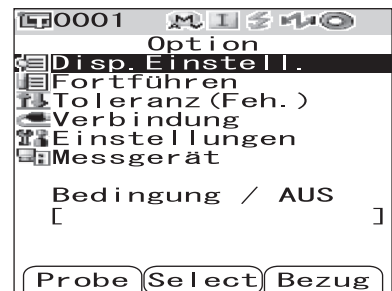 0001
Option
Disp.Einstell.
Fortführen
Toleranz(Feh.)
Verbindung
Einstellungen
Messgerät
Bedingung / AUS
[ ]
Probe Select Bezug